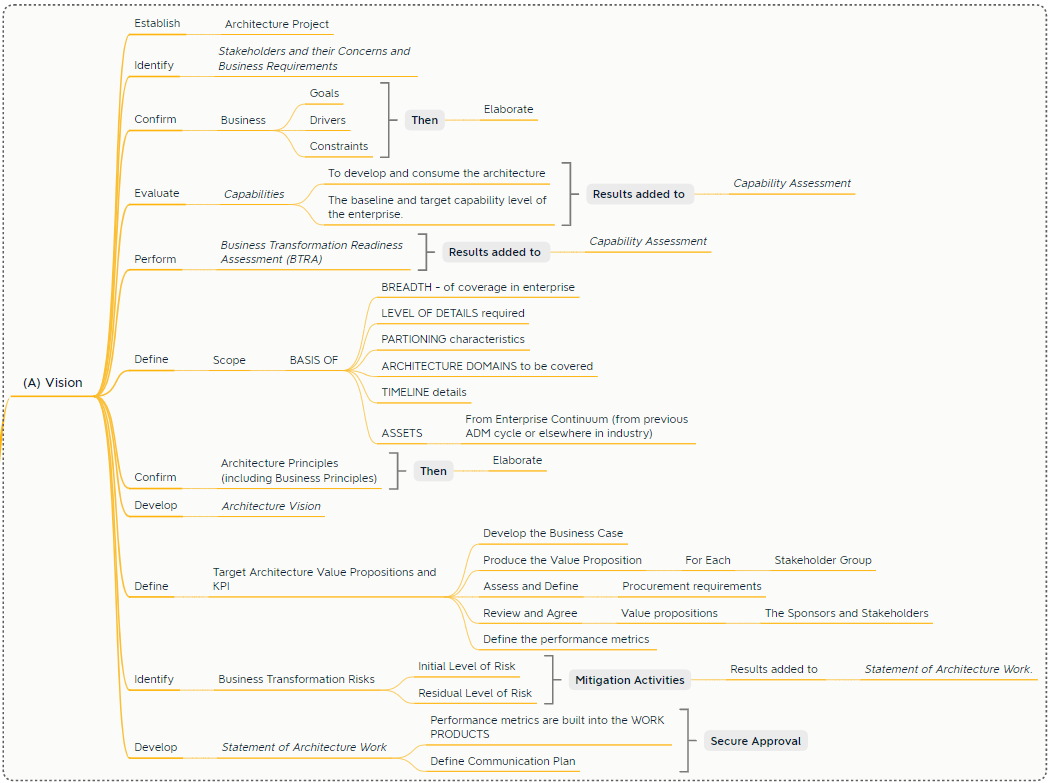 (A) Vision
Establish
Architecture Project
Identify
Stakeholders and their Concerns and
Business Requirements
Confirm
Business
Goals
Drivers
Constraints
Then
Elaborate
Evaluate
Capabilities
To develop and consume the architecture
The baseline and target capability level of
the enterprise.
Results added to
Capability Assessment
Perform
Business Transformation Readiness
Assessment (BTRA)
Results added to
Capability Assessment
Define
Scope
BASIS OF
BREADTH - of coverage in enterprise
LEVEL OF DETAILS required
PARTIONING characteristics
ARCHITECTURE DOMAINS to be covered
TIMELINE details
ASSETS
From Enterprise Continuum (from previous
ADM cycle or elsewhere in industry)
Confirm
Architecture Principles
(including Business Principles)
Then
Elaborate
Develop
Architecture Vision
Define
Target Architecture Value Propositions and
KPI
Develop the Business Case
Produce the Value Proposition
For Each
Stakeholder Group
Assess and Define
Procurement requirements
Review and Agree
Value propositions
The Sponsors and Stakeholders
Define the performance metrics
Identify
Business Transformation Risks
Initial Level of Risk
Residual Level of Risk
Mitigation Activities
Results added to
Statement of Architecture Work.
Develop
Statement of Architecture Work
Performance metrics are built into the WORK
PRODUCTS
Define Communication Plan
Secure Approval